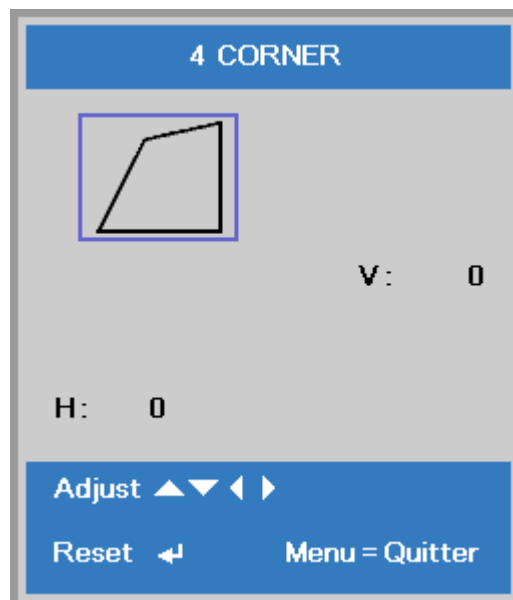 4 CORNER
V: 0
H: 0
Adjust ▲▼◀▶
Reset ↵ Menu = Quitter